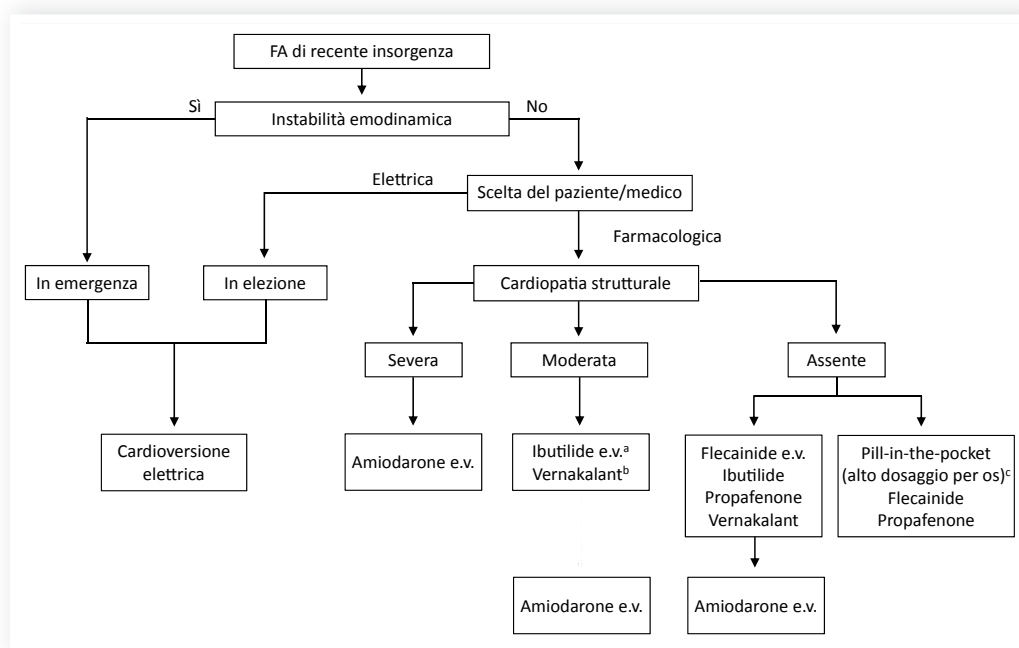 FA di recente insorgenza
Sì
No
Instabilità emodinamica
Elettrica
Scelta del paziente/medico
Farmacologica
In emergenza
In elezione
Cardiopatia strutturale
Severa
Moderata
Assente
Cardioversione
elettrica
Amiodarone e.v.
Ibutilide e.v.ᵃ
Vernakalantᵇ
Flecainide e.v.
Ibutilide
Propafenone
Vernakalant
Pill-in-the-pocket
(alto dosaggio per os)ᶜ
Flecainide
Propafenone
Amiodarone e.v.
Amiodarone e.v.